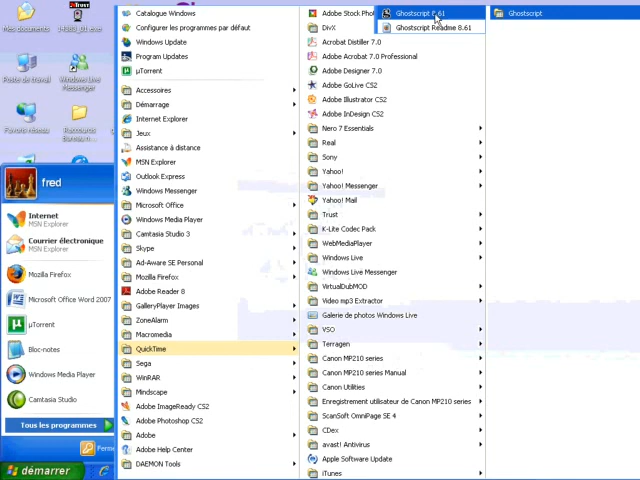 Mes documents
14383_01.exe
Poste de travail
Windows Live
Messenger
Favoris réseau
Raccourcis
Bureau n...
fred
Internet
MSN Explorer
Courrier électronique
MSN Explorer
Mozilla Firefox
Microsoft Office Word 2007
µTorrent
Bloc-notes
Windows Media Player
Camtasia Studio
Tous les programmes
Ferme
démarrer
Catalogue Windows
Configurer les programmes par défaut
Windows Update
Program Updates
µTorrent
Accessoires
Démarrage
Internet Explorer
Jeux
Assistance à distance
MSN Explorer
Outlook Express
Windows Messenger
Microsoft Office
Windows Media Player
Camtasia Studio 3
Skype
Ad-Aware SE Personal
Mozilla Firefox
Adobe Reader 8
GalleryPlayer Images
ZoneAlarm
Macromedia
QuickTime
Sega
WinRAR
Mindscape
Adobe ImageReady CS2
Adobe Photoshop CS2
Adobe
Adobe Help Center
DAEMON Tools
Adobe Stock Pho
DivX
Acrobat Distiller 7.0
Adobe Acrobat 7.0 Professional
Adobe Designer 7.0
Adobe GoLive CS2
Adobe Illustrator CS2
Adobe InDesign CS2
Nero 7 Essentials
Real
Sony
Yahoo!
Yahoo! Messenger
Yahoo! Mail
Trust
K-Lite Codec Pack
WebMediaPlayer
Windows Live
Windows Live Messenger
VirtualDubMOD
Video mp3 Extractor
Galerie de photos Windows Live
VSO
Terragen
Canon MP210 series
Canon MP210 series Manual
Canon Utilities
Enregistrement utilisateur de Canon MP210 series
ScanSoft OmniPage SE 4
CDex
avast! Antivirus
Apple Software Update
iTunes
Ghostscript 8.61
Ghostscript Readme 8.61
Ghostscript